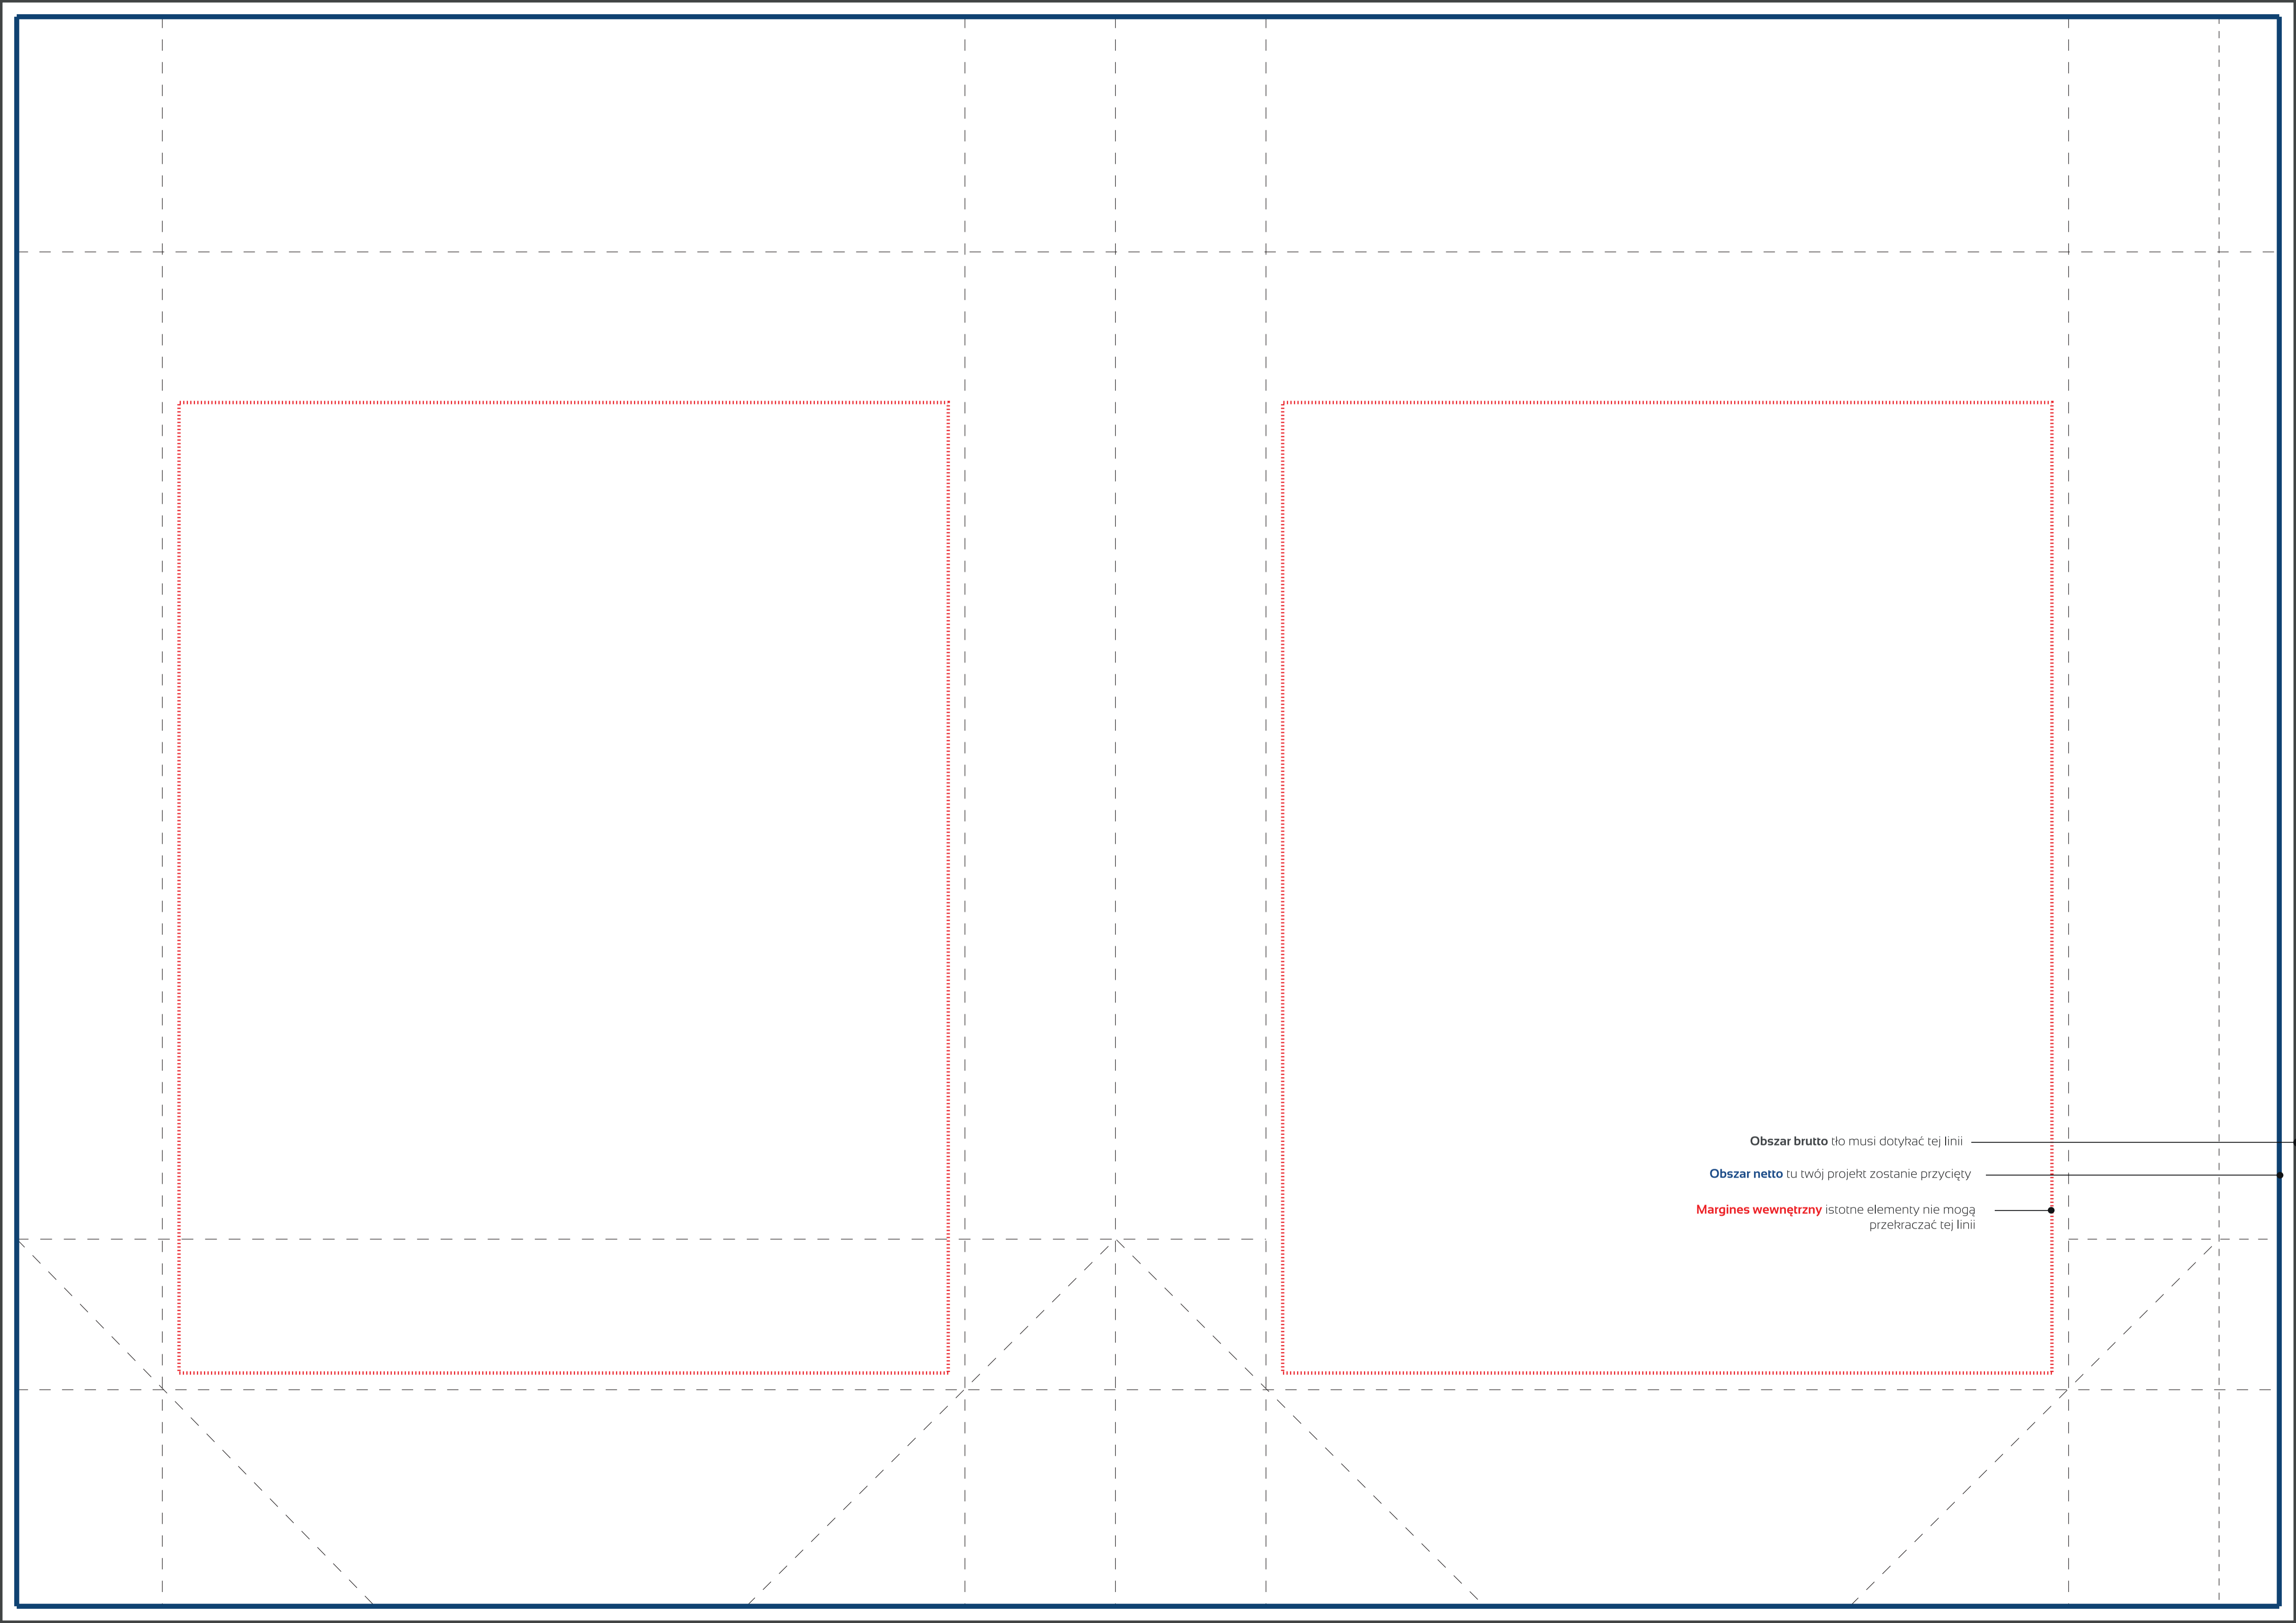 Obszar brutto tło musi dotykać tej linii
Obszar netto tu twój projekt zostanie przycięty
Margines wewnętrzny istotne elementy nie mogą
przekraczać tej linii